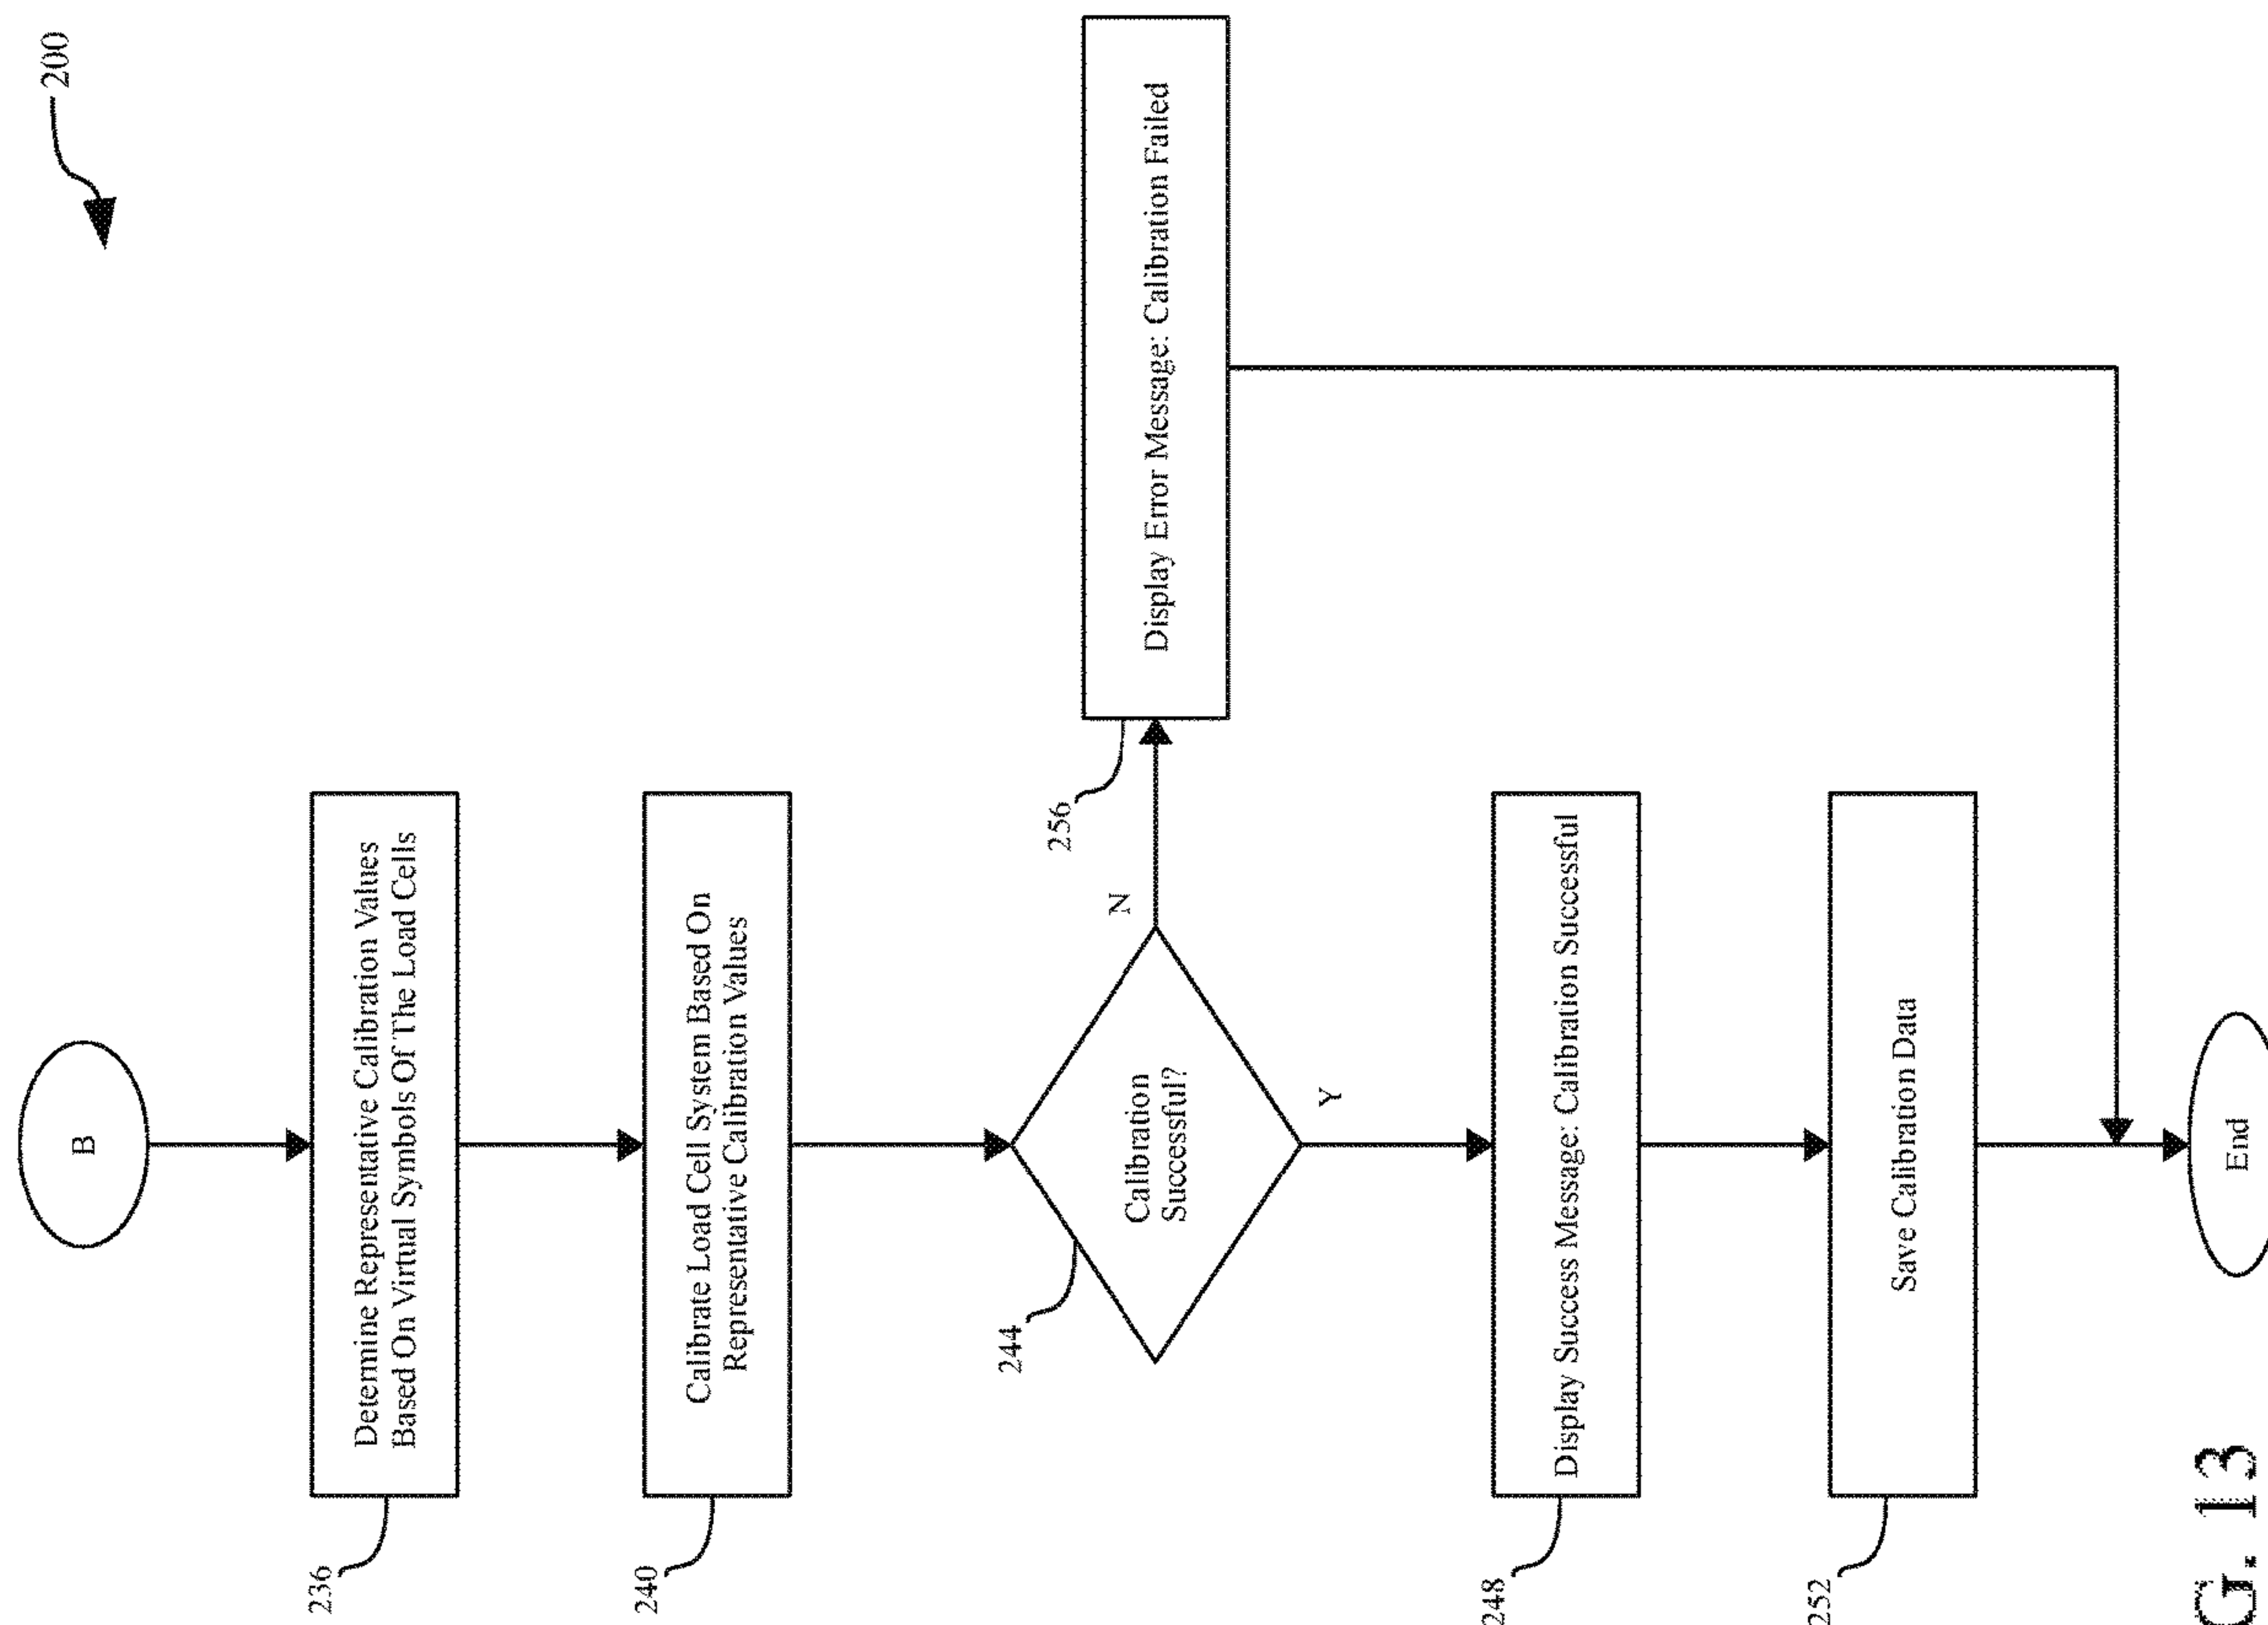 200
B
236
Determine Representative Calibration Values
Based On Virtual Symbols Of The Load Cells
240
Calibrate Load Cell System Based On
Representative Calibration Values
244
Calibration
Successful?
N
256
Display Error Message: Calibration Failed
Y
248
Display Success Message: Calibration Successful
252
Save Calibration Data
End
G. 13